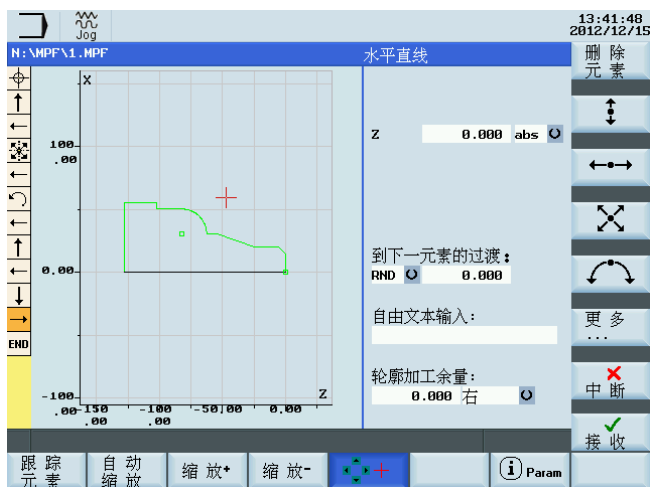 Jog
13:41:48
2012/12/15
N:\MPF\1.MPF
水平直线
删 除
元 素
X
Z 0.000 abs
100
.00
到下一元素的过渡:
RND 0.000
0.00
自由文本输入:
更 多
...
END
轮廓加工余量:
0.000 右
中 断
Z
-100
.00
-150
.00
-100
.00
-50.00
0.00
接 收
跟 踪
元 素
自 动
缩 放
缩 放+
缩 放-
i Param